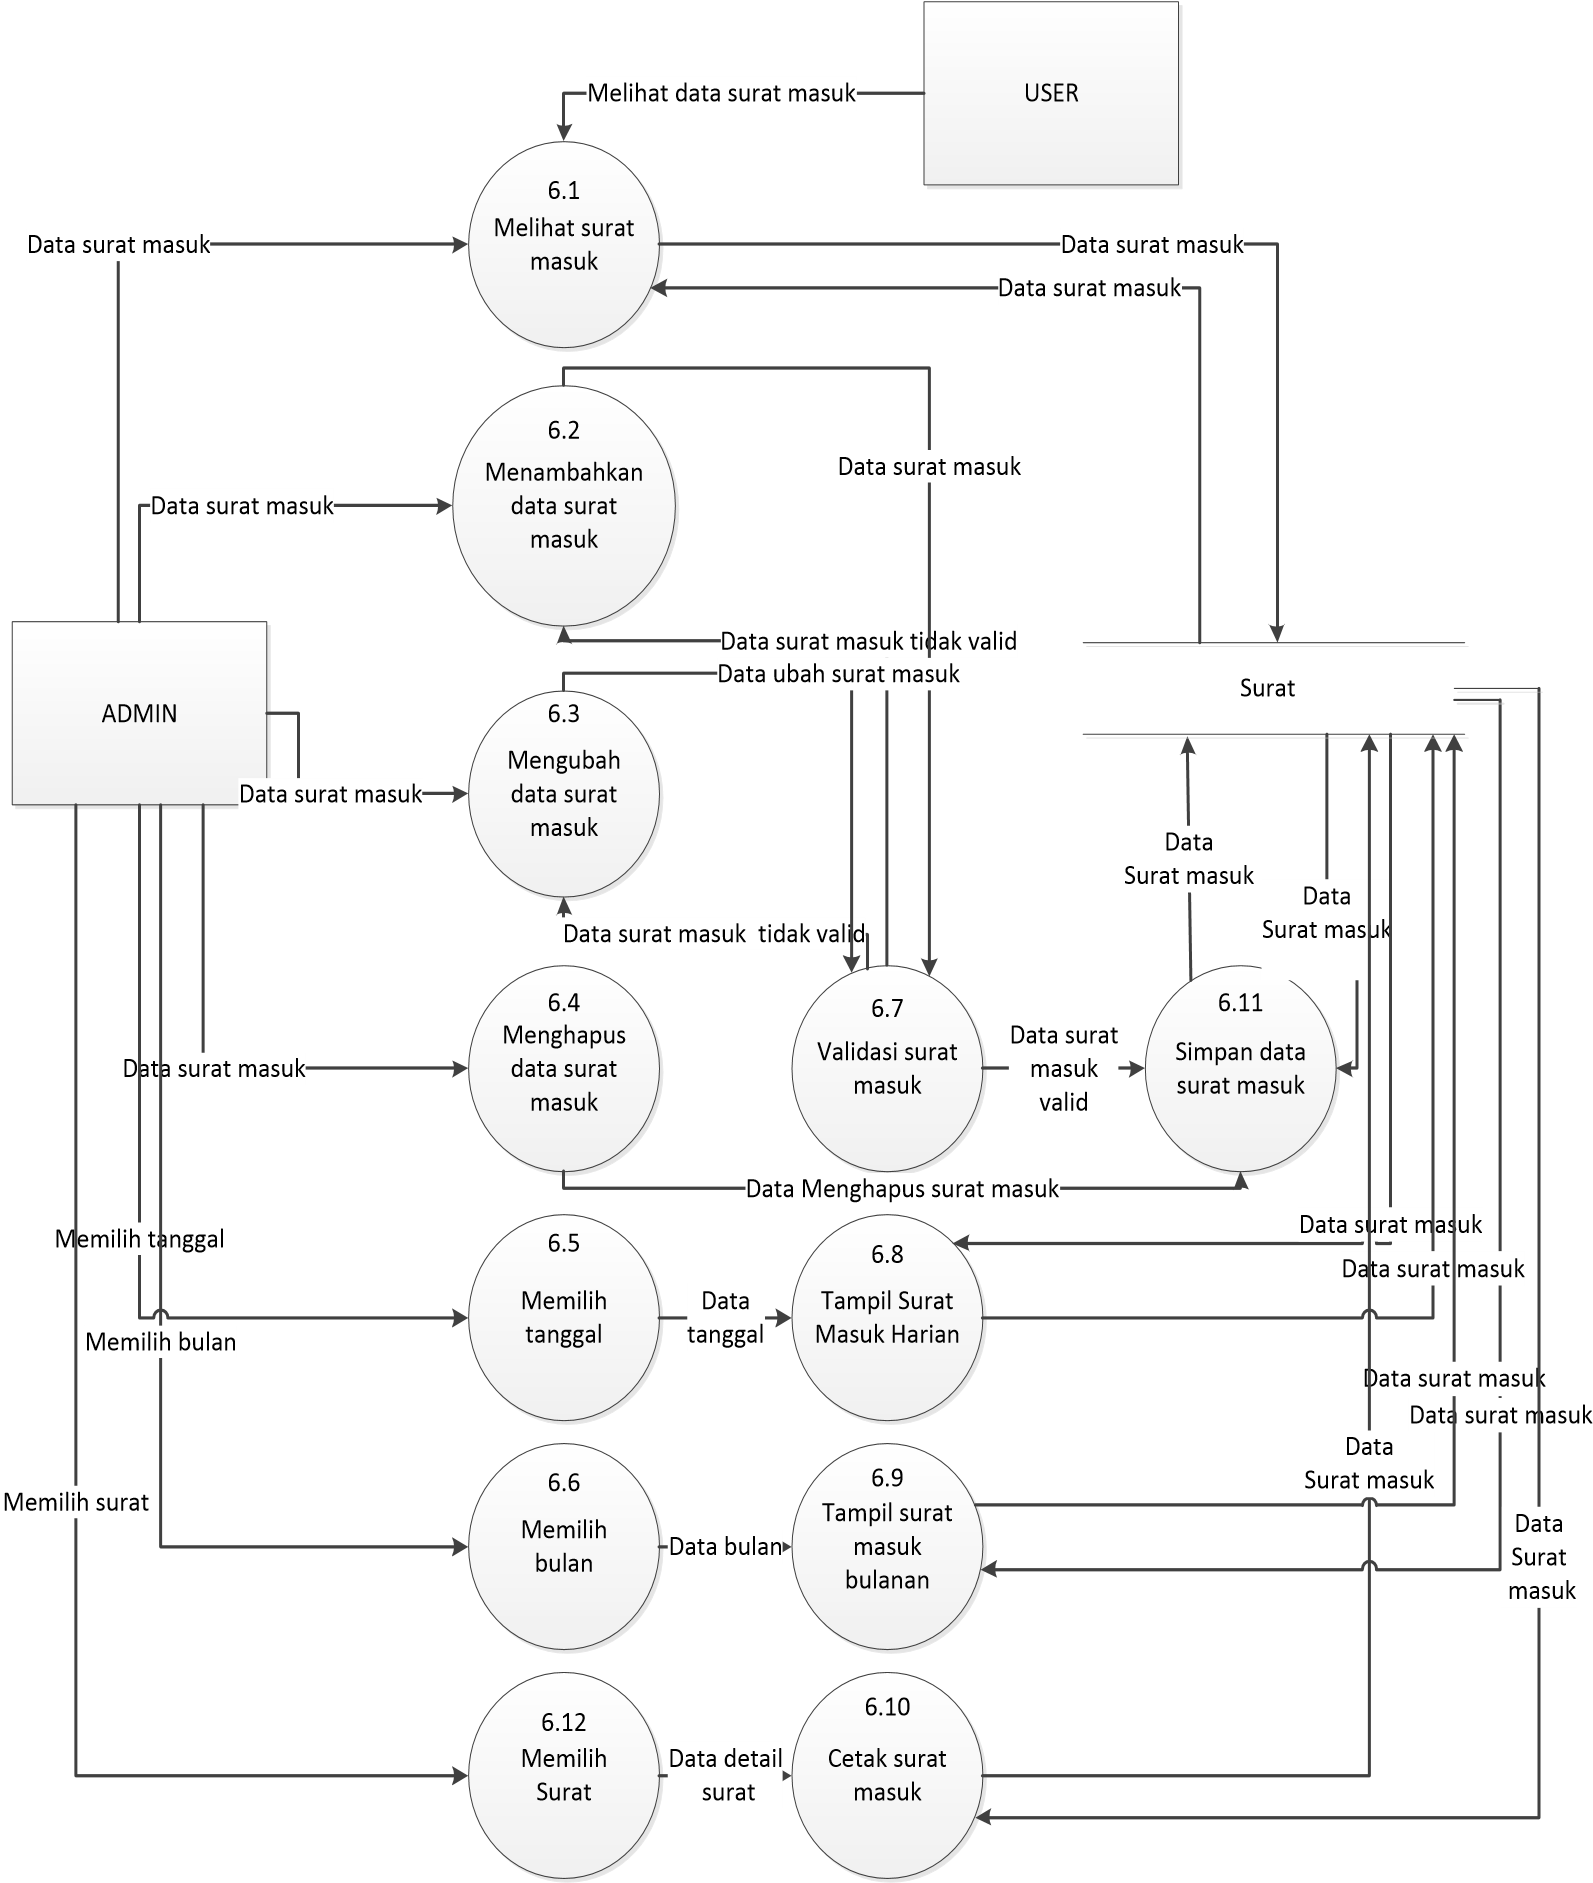 USER
Melihat data surat masuk
6.1
Melihat surat
masuk
Data surat masuk
Data surat masuk
Data surat masuk
6.2
Menambahkan
data surat
masuk
Data surat masuk
Data surat masuk
Data surat masuk tidak valid
Data ubah surat masuk
ADMIN
6.3
Mengubah
data surat
masuk
Data surat masuk
Surat
Data
Surat masuk
Data
Surat masuk
Data surat masuk  tidak valid
6.4
Menghapus
data surat
masuk
Data surat masuk
6.7
Validasi surat
masuk
Data surat
masuk
valid
6.11
Simpan data
surat masuk
Data Menghapus surat masuk
Memilih tanggal
6.5
Memilih
tanggal
Data
tanggal
6.8
Tampil Surat
Masuk Harian
Data surat masuk
Data surat masuk
Memilih bulan
Data surat masuk
Data surat masuk
Data
Surat masuk
Memilih surat
6.6
Memilih
bulan
Data bulan
6.9
Tampil surat
masuk
bulanan
Data
Surat
masuk
6.12
Memilih
Surat
Data detail
surat
6.10
Cetak surat
masuk